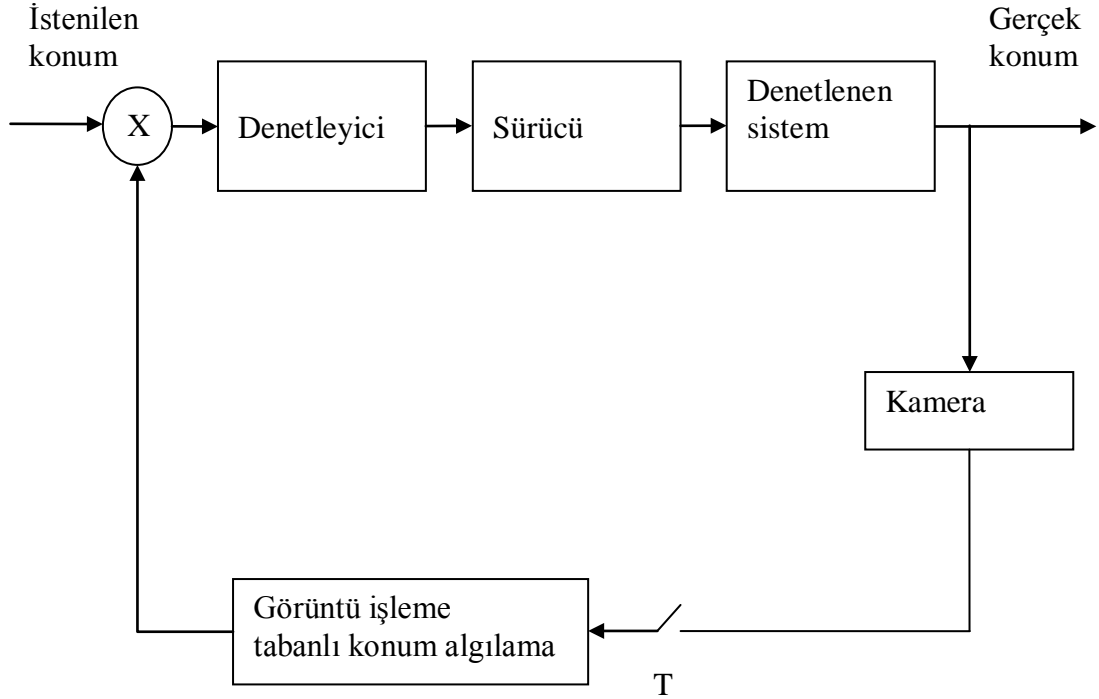 İstenilen
konum
Gerçek
konum
X
Denetleyici
Sürücü
Denetlenen
sistem
Kamera
Görüntü işleme
tabanlı konum algılama
T